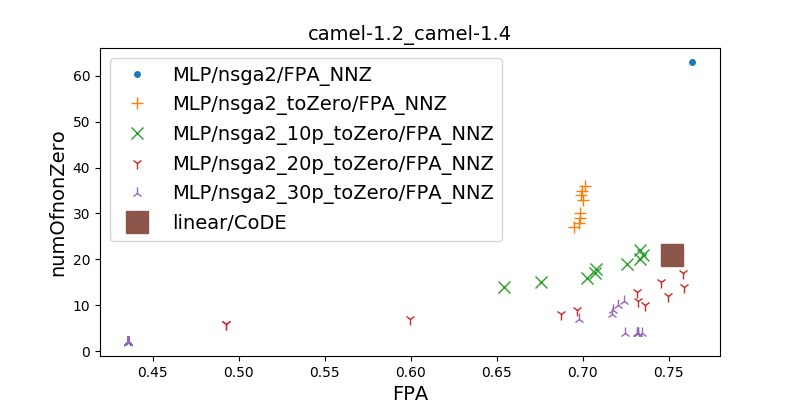 camel-1.2_camel-1.4
MLP/nsga2/FPA_NNZ
MLP/nsga2_toZero/FPA_NNZ
MLP/nsga2_10p_toZero/FPA_NNZ
MLP/nsga2_20p_toZero/FPA_NNZ
MLP/nsga2_30p_toZero/FPA_NNZ
linear/CoDE
numOfnonZero
60
50
40
30
20
10
0
0.45 0.50 0.55 0.60 0.65 0.70 0.75
FPA